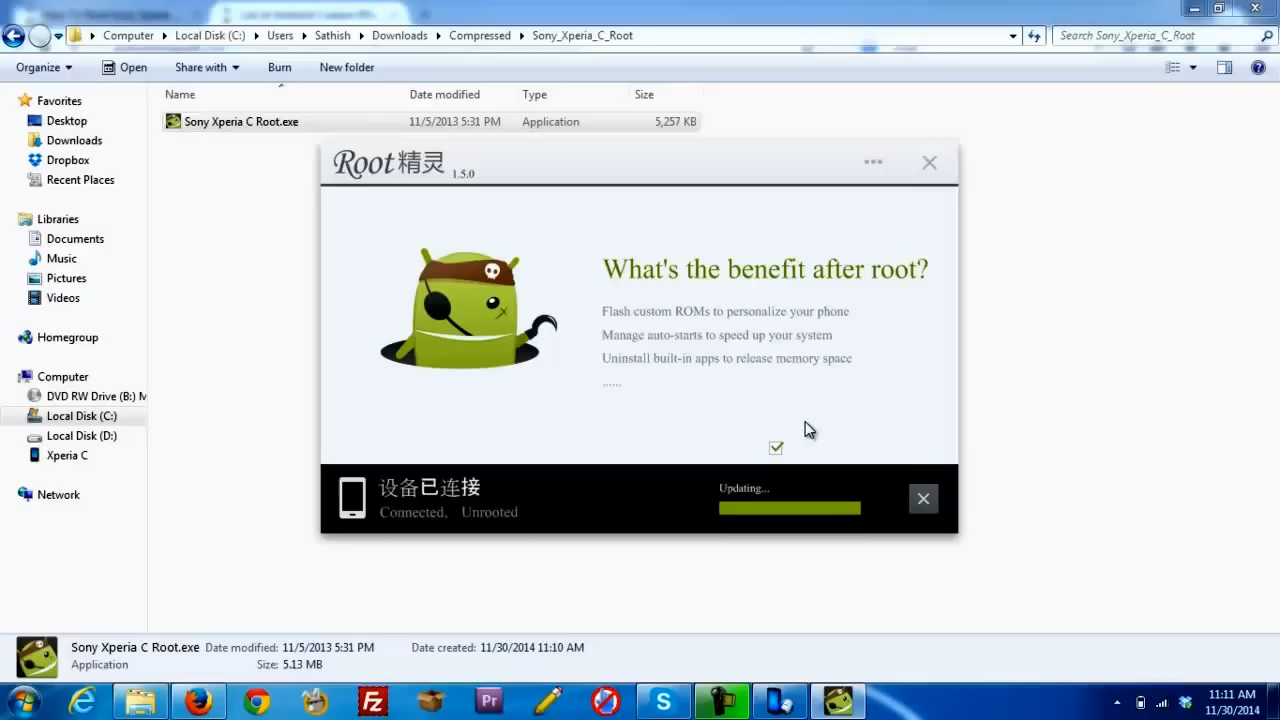 Computer ▸ Local Disk (C:) ▸ Users ▸ Sathish ▸ Downloads ▸ Compressed ▸ Sony_Xperia_C_Root
Search Sony_Xperia_C_Root
Organize
Open
Share with
Burn
New folder
Name
Date modified
Type
Size
Sony Xperia C Root.exe
11/5/2013 5:31 PM
Application
5,257 KB
Favorites
Desktop
Downloads
Dropbox
Recent Places
Libraries
Documents
Music
Pictures
Videos
Homegroup
Computer
DVD RW Drive (B:) M
Local Disk (C:)
Local Disk (D:)
Xperia C
Network
Root精灵 1.5.0
What's the benefit after root?
Flash custom ROMs to personalize your phone
Manage auto-starts to speed up your system
Uninstall built-in apps to release memory space
......
设备已连接
Connected, Unrooted
Updating...
Sony Xperia C Root.exe Date modified: 11/5/2013 5:31 PM Date created: 11/30/2014 11:10 AM
Application Size: 5.13 MB
Fz
Pr
S
11:11 AM
11/30/2014